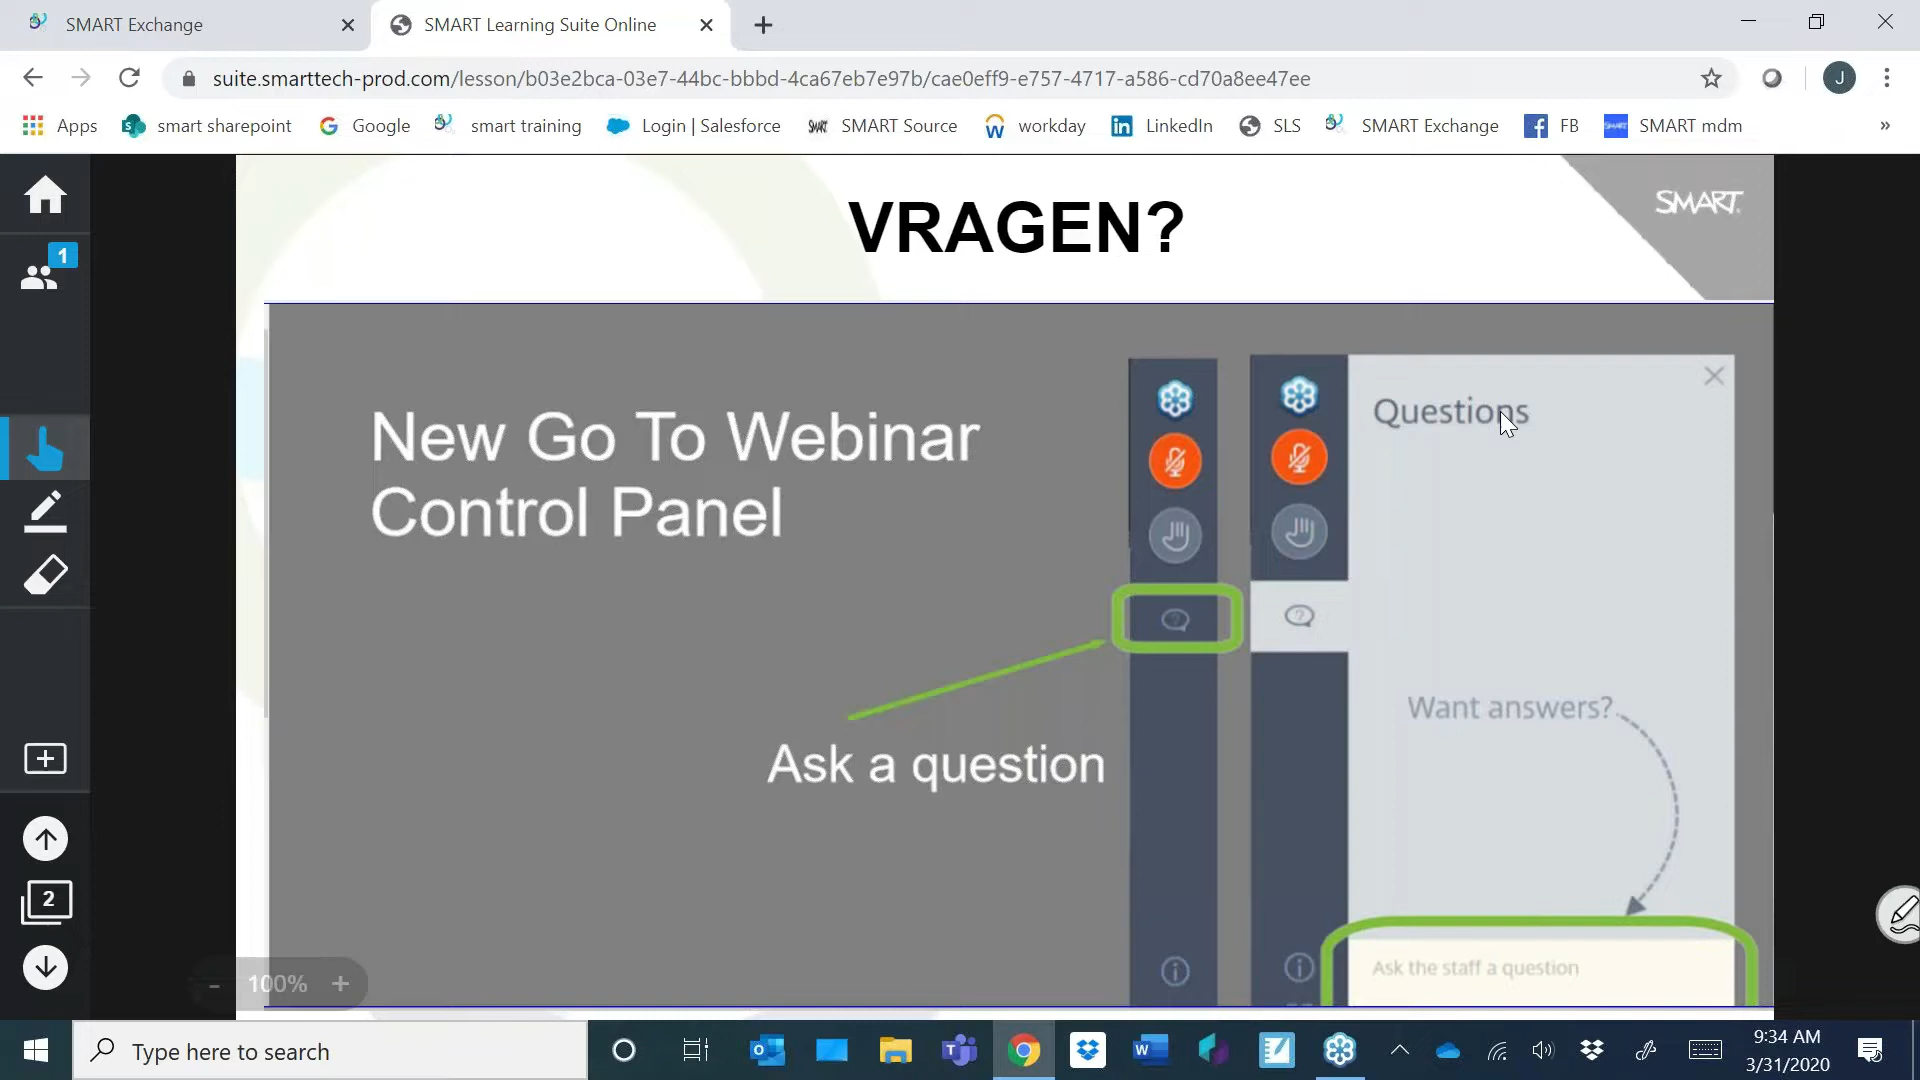 SMART Exchange
SMART Learning Suite Online
suite.smarttech-prod.com/lesson/b03e2bca-03e7-44bc-bbbd-4ca67eb7e97b/cae0eff9-e757-4717-a586-cd70a8ee47ee
J
Apps
smart sharepoint
Google
smart training
Login | Salesforce
SMART Source
workday
LinkedIn
SLS
SMART Exchange
FB
SMART mdm
»
VRAGEN?
SMART
1
New Go To Webinar
Control Panel
Questions
Want answers?
Ask a question
Ask the staff a question
2
- 100% +
Type here to search
9:34 AM
3/31/2020